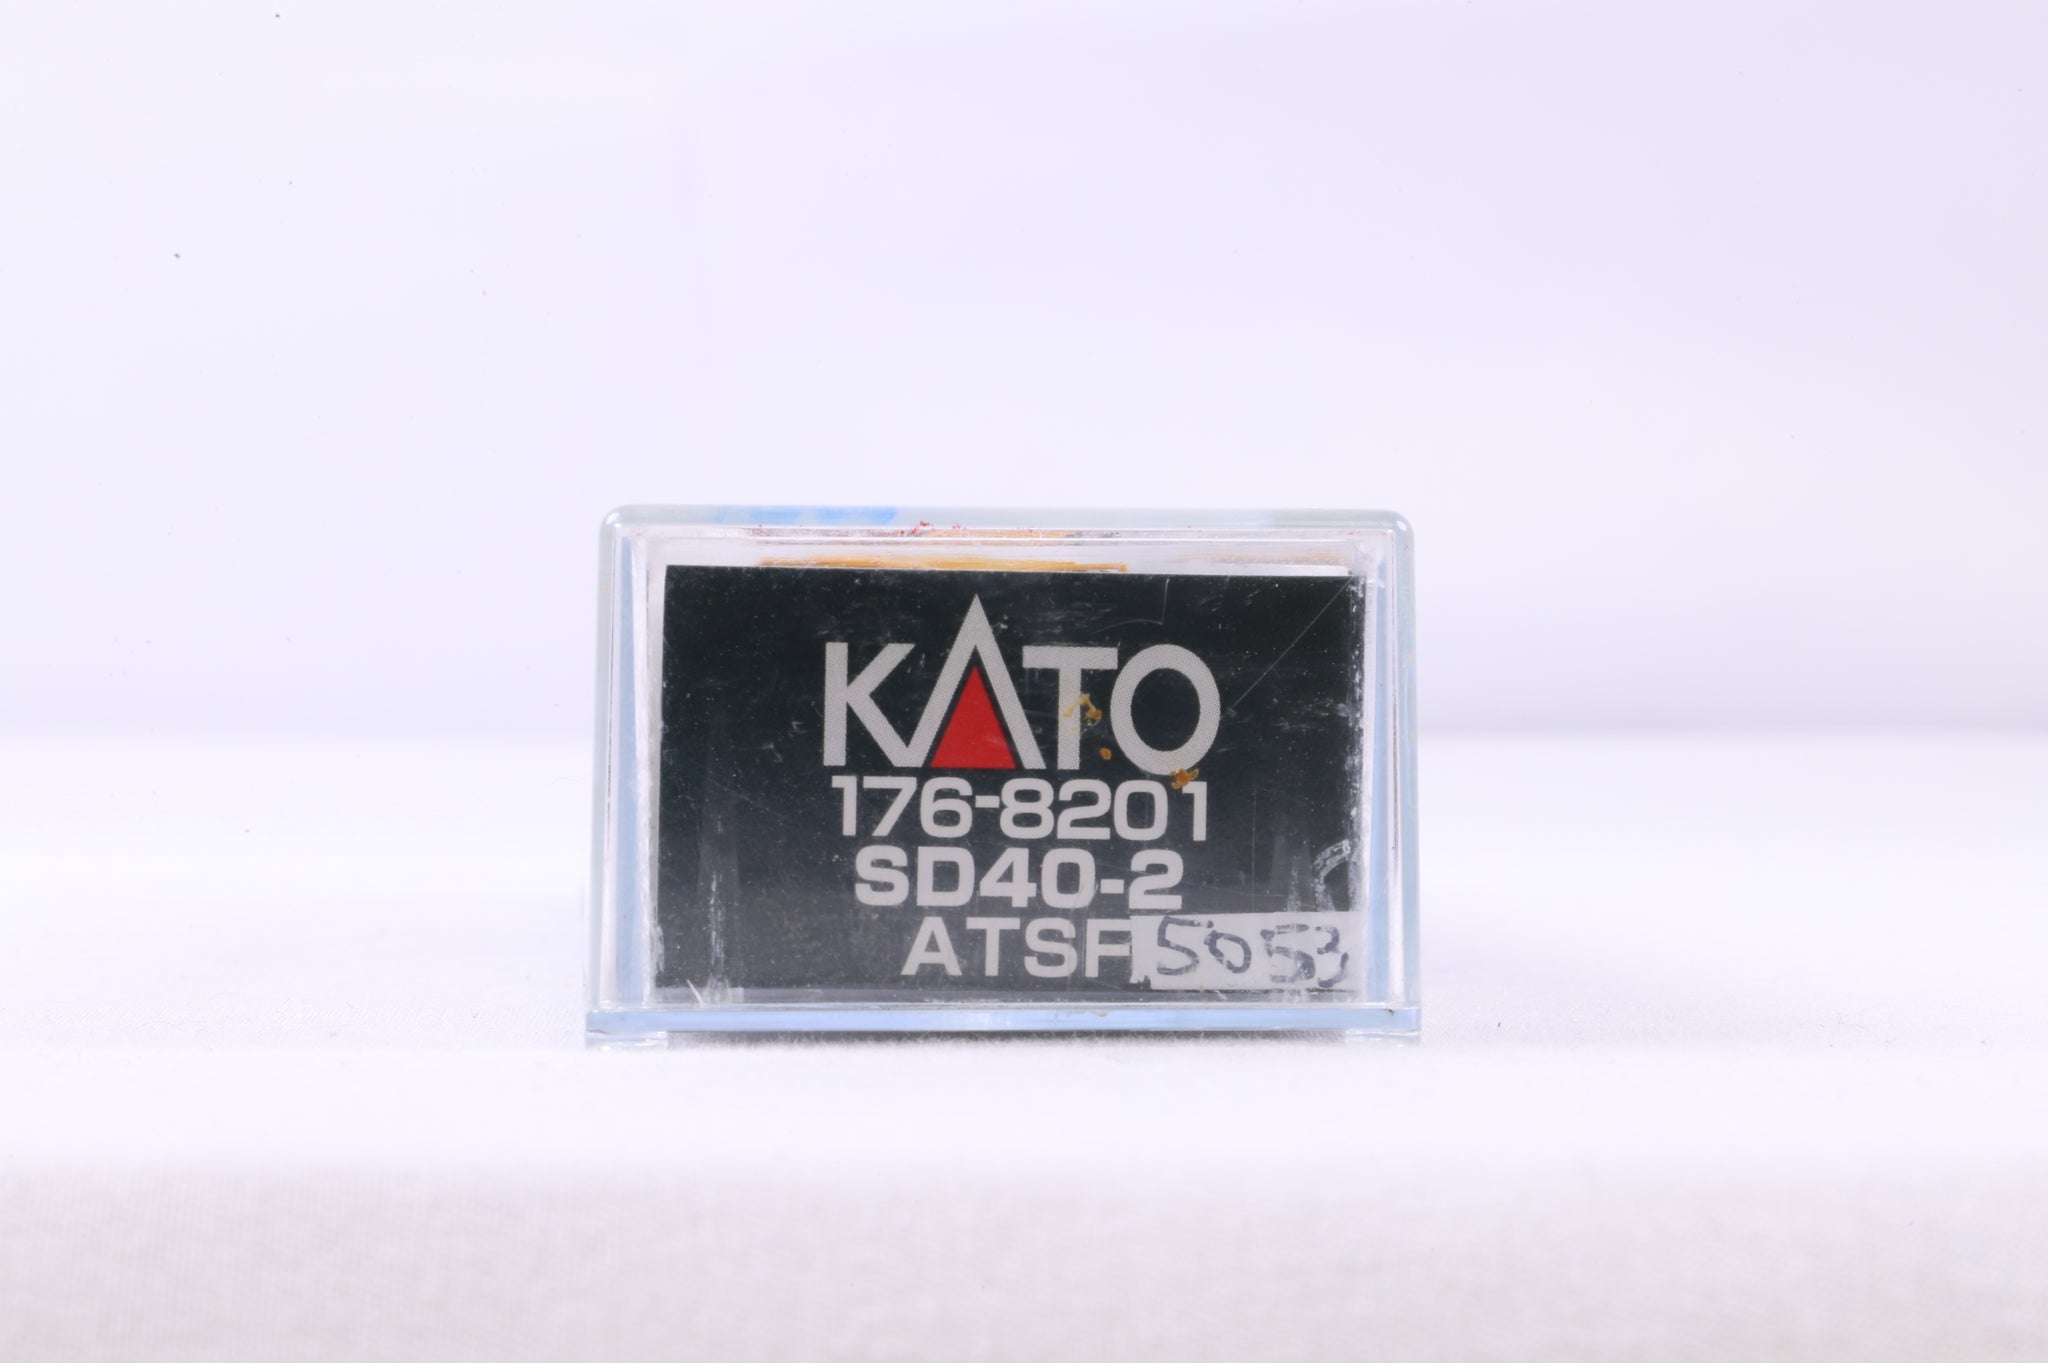 KATO
176-8201
SD40-2
ATSF 5053